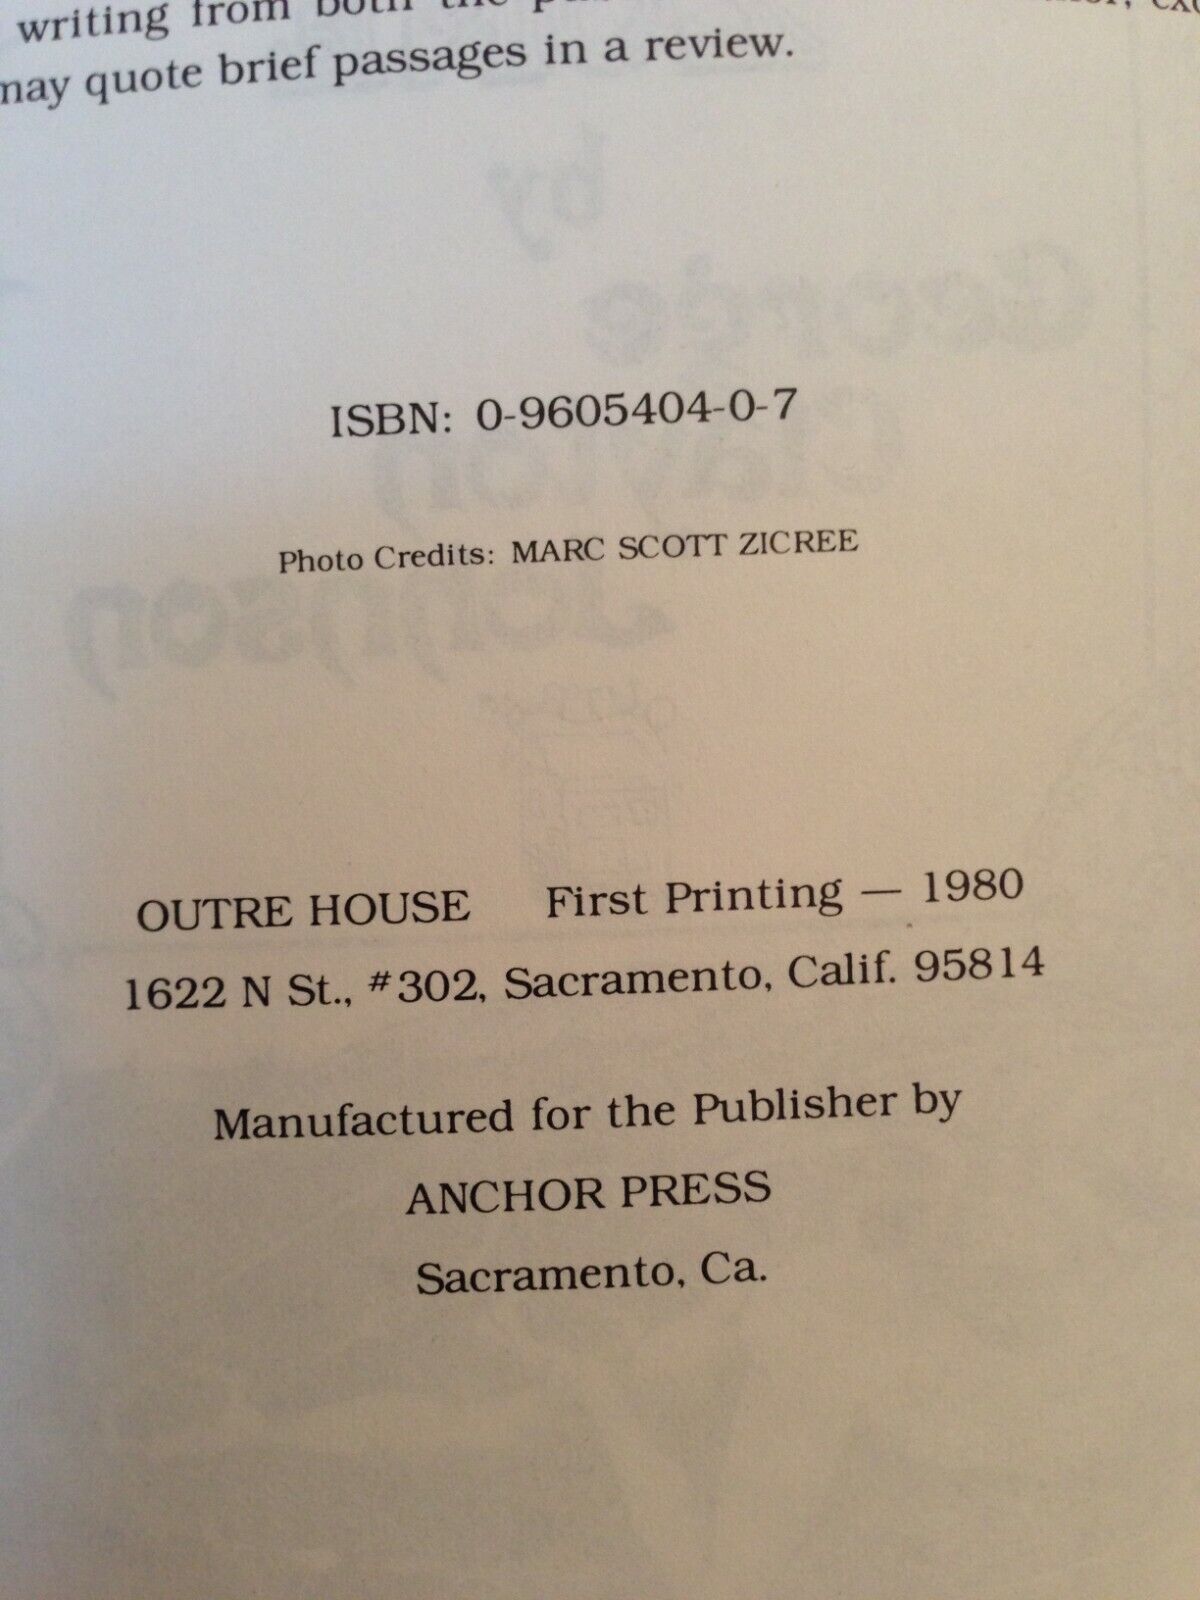 writing from both the
may quote brief passages in a review.
ISBN: 0-9605404-0-7
Photo Credits: MARC SCOTT ZICREE
OUTRE HOUSE First Printing — 1980
1622 N St., #302, Sacramento, Calif. 95814
Manufactured for the Publisher by
ANCHOR PRESS
Sacramento, Ca.